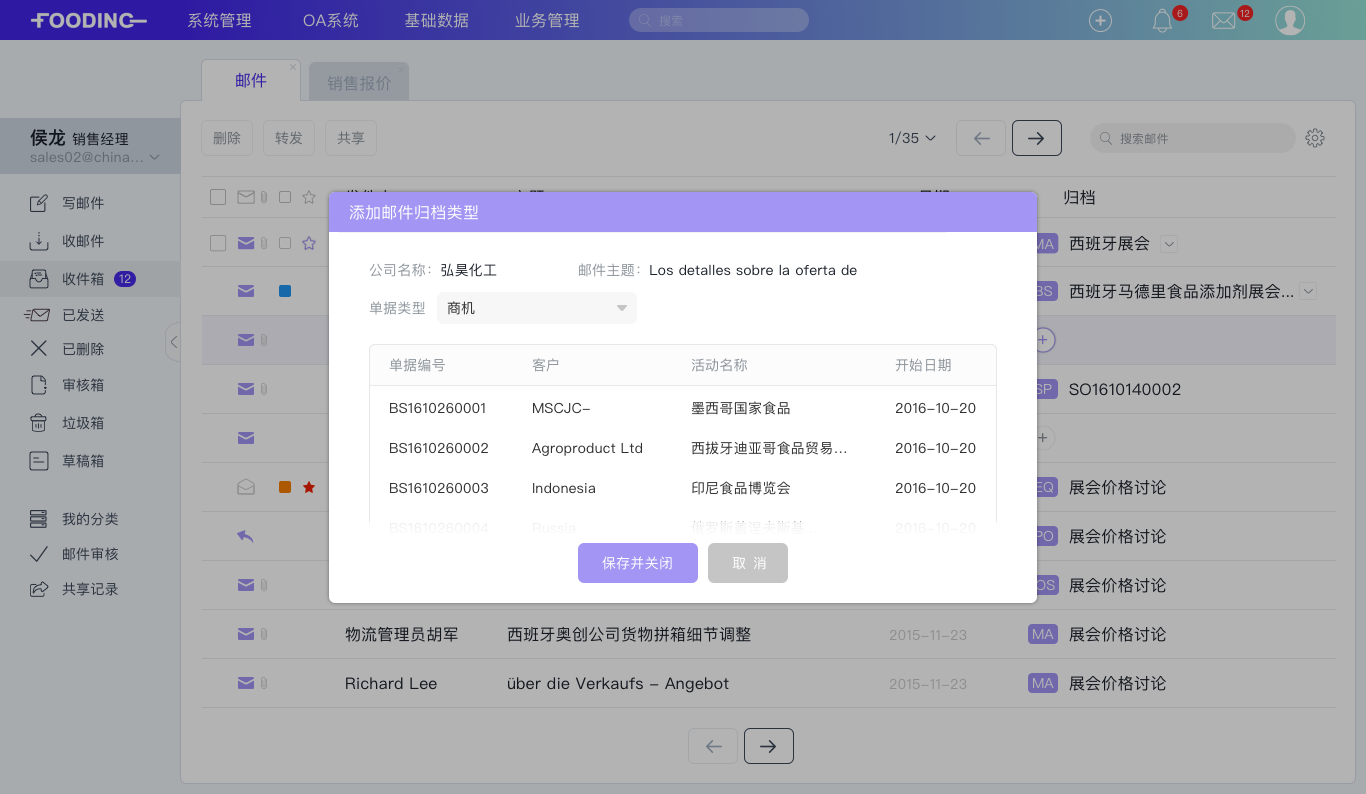 FOODING 系统管理 OA系统 基础数据 业务管理 搜索 6 12
邮件 销售报价
侯龙 销售经理
sales02@china...
写邮件
收邮件
收件箱 12
已发送
已删除
审核箱
垃圾箱
草稿箱
我的分类
邮件审核
共享记录
删除 转发 共享 1/35 搜索邮件
归档
MA 西班牙展会
BS 西班牙马德里食品添加剂展会...
SP SO1610140002
EQ 展会价格讨论
PO 展会价格讨论
OS 展会价格讨论
物流管理员胡军 西班牙奥创公司货物拼箱细节调整 2015-11-23 MA 展会价格讨论
Richard Lee über die Verkaufs - Angebot 2015-11-23 MA 展会价格讨论
添加邮件归档类型
公司名称: 弘昊化工 邮件主题: Los detalles sobre la oferta de
单据类型 商机
单据编号 客户 活动名称 开始日期
BS1610260001 MSCJC- 墨西哥国家食品 2016-10-20
BS1610260002 Agroproduct Ltd 西拔牙迪亚哥食品贸易... 2016-10-20
BS1610260003 Indonesia 印尼食品博览会 2016-10-20
BS1610260004 Russia 2016-10-20
保存并关闭 取 消